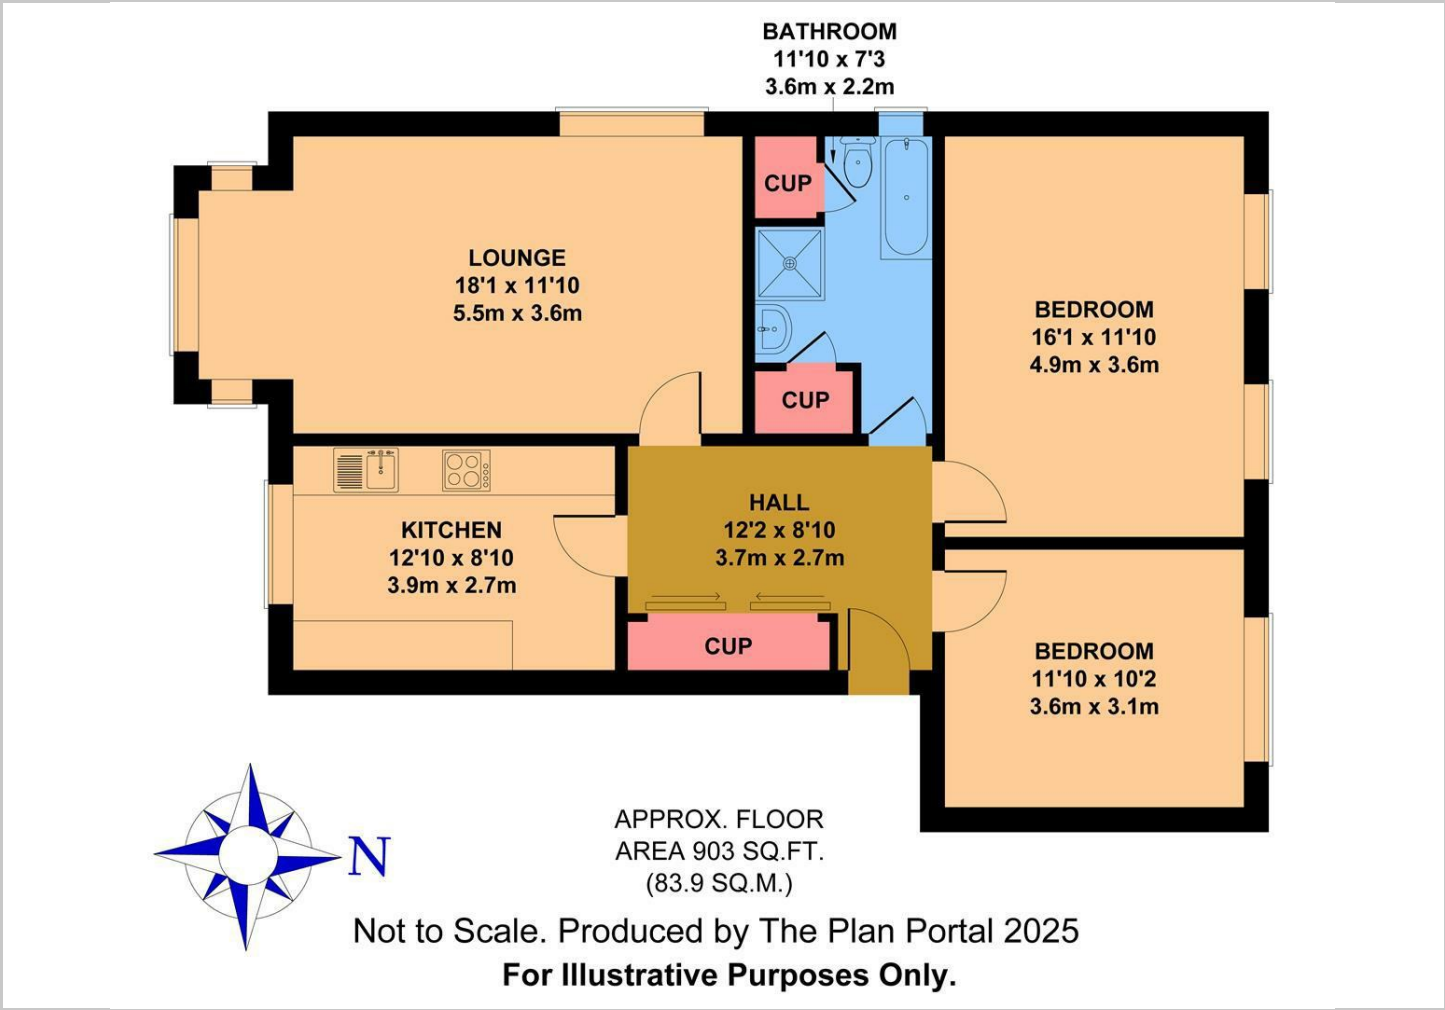 BATHROOM
11'10 x 7'3
3.6m x 2.2m
CUP
LOUNGE
18'1 x 11'10
5.5m x 3.6m
BEDROOM
16'1 x 11'10
4.9m x 3.6m
CUP
KITCHEN
12'10 x 8'10
3.9m x 2.7m
HALL
12'2 x 8'10
3.7m x 2.7m
CUP
BEDROOM
11'10 x 10'2
3.6m x 3.1m
N
APPROX. FLOOR
AREA 903 SQ.FT.
(83.9 SQ.M.)
Not to Scale. Produced by The Plan Portal 2025
For Illustrative Purposes Only.